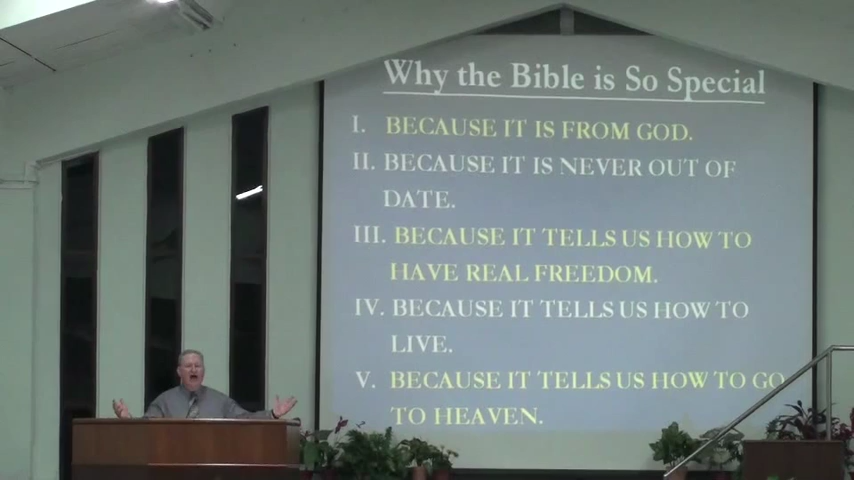 Why the Bible is So Special
I. BECAUSE IT IS FROM GOD.
II. BECAUSE IT IS NEVER OUT OF
DATE.
III. BECAUSE IT TELLS US HOW TO
HAVE REAL FREEDOM.
IV. BECAUSE IT TELLS US HOW TO
LIVE.
V. BECAUSE IT TELLS US HOW TO GO
TO HEAVEN.